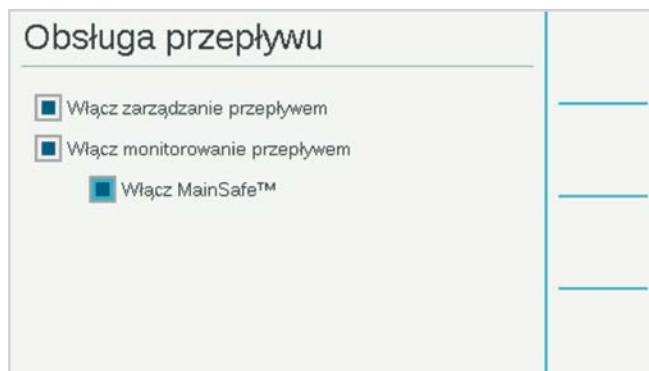 Obsługa przepływu
Włącz zarządzanie przepływem
Włącz monitorowanie przepływem
Włącz MainSafe™